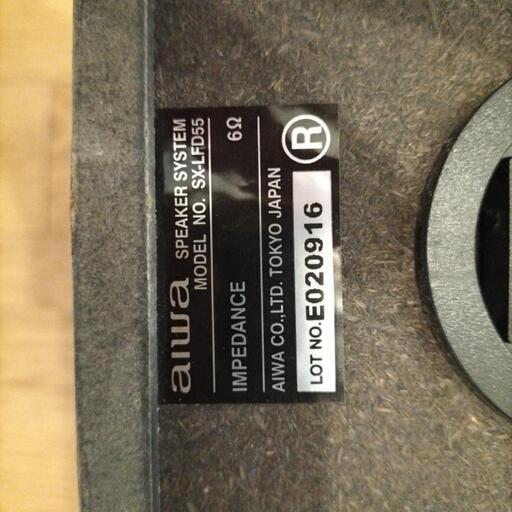 aiwa SPEAKER SYSTEM
MODEL NO. SX-LFD55
IMPEDANCE 6Ω
AIWA CO.,LTD. TOKYO JAPAN
LOT NO. E020916
R